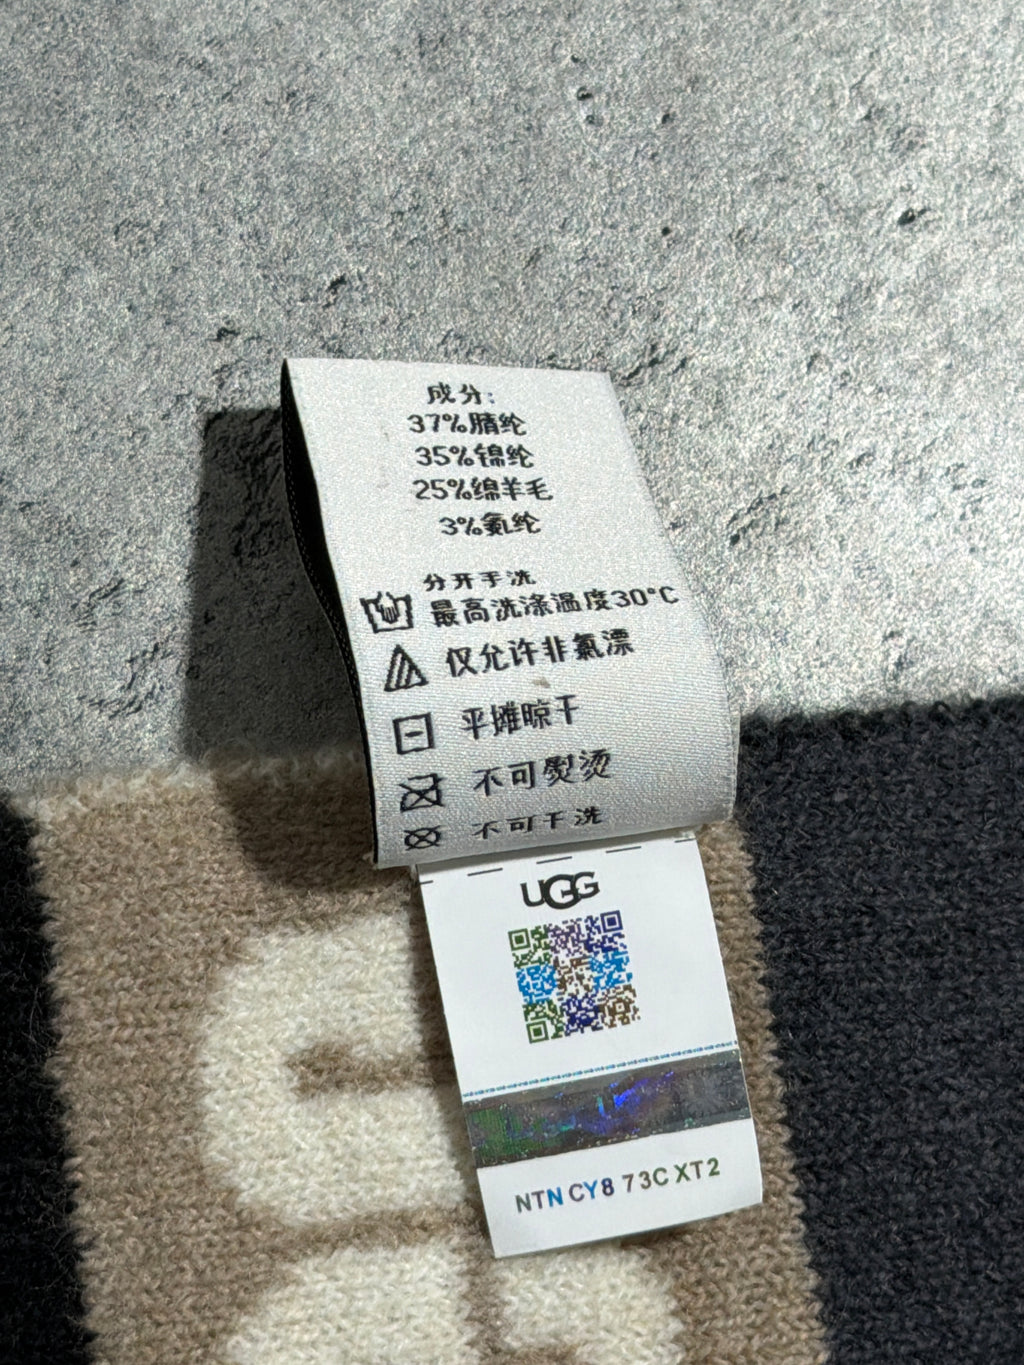 成分:
37%腈纶
35%锦纶
25%绵羊毛
3%氨纶
分开手洗
最高洗涤温度30°C
仅允许非氯漂
平摊晾干
不可熨烫
不可干洗
UGG
NTN CY8 73C XT2